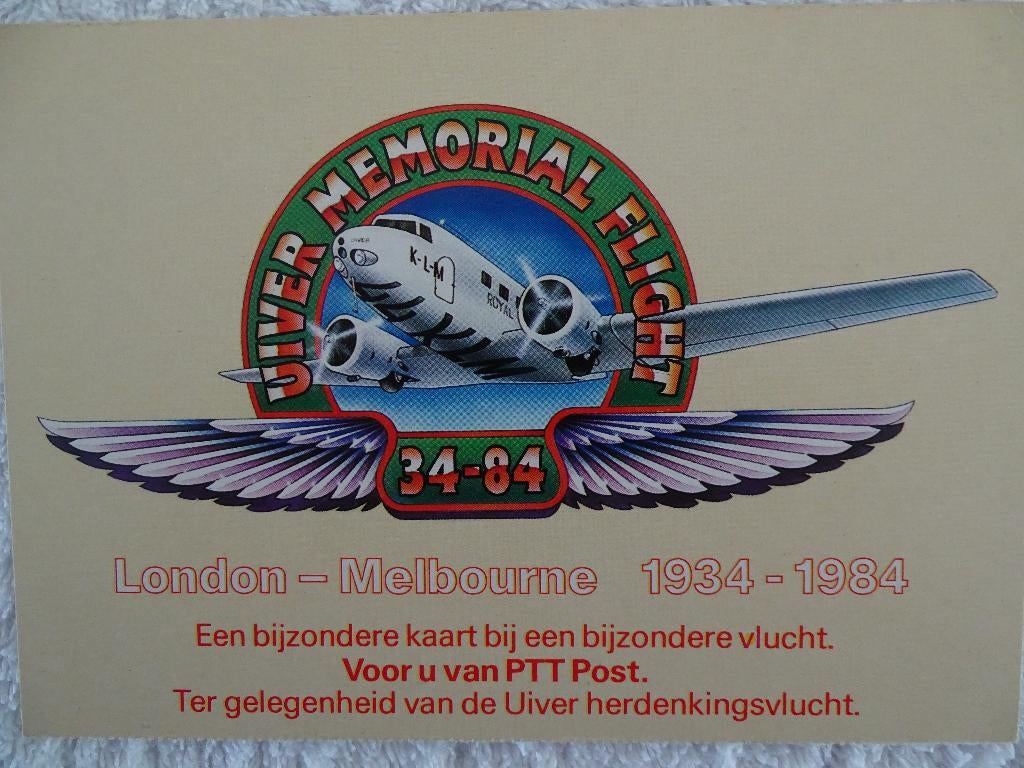 UIVER MEMORIAL FLIGHT
UIVER
K-L-M
ROYAL
34-84
London – Melbourne 1934 - 1984
Een bijzondere kaart bij een bijzondere vlucht.
Voor u van PTT Post.
Ter gelegenheid van de Uiver herdenkingsvlucht.